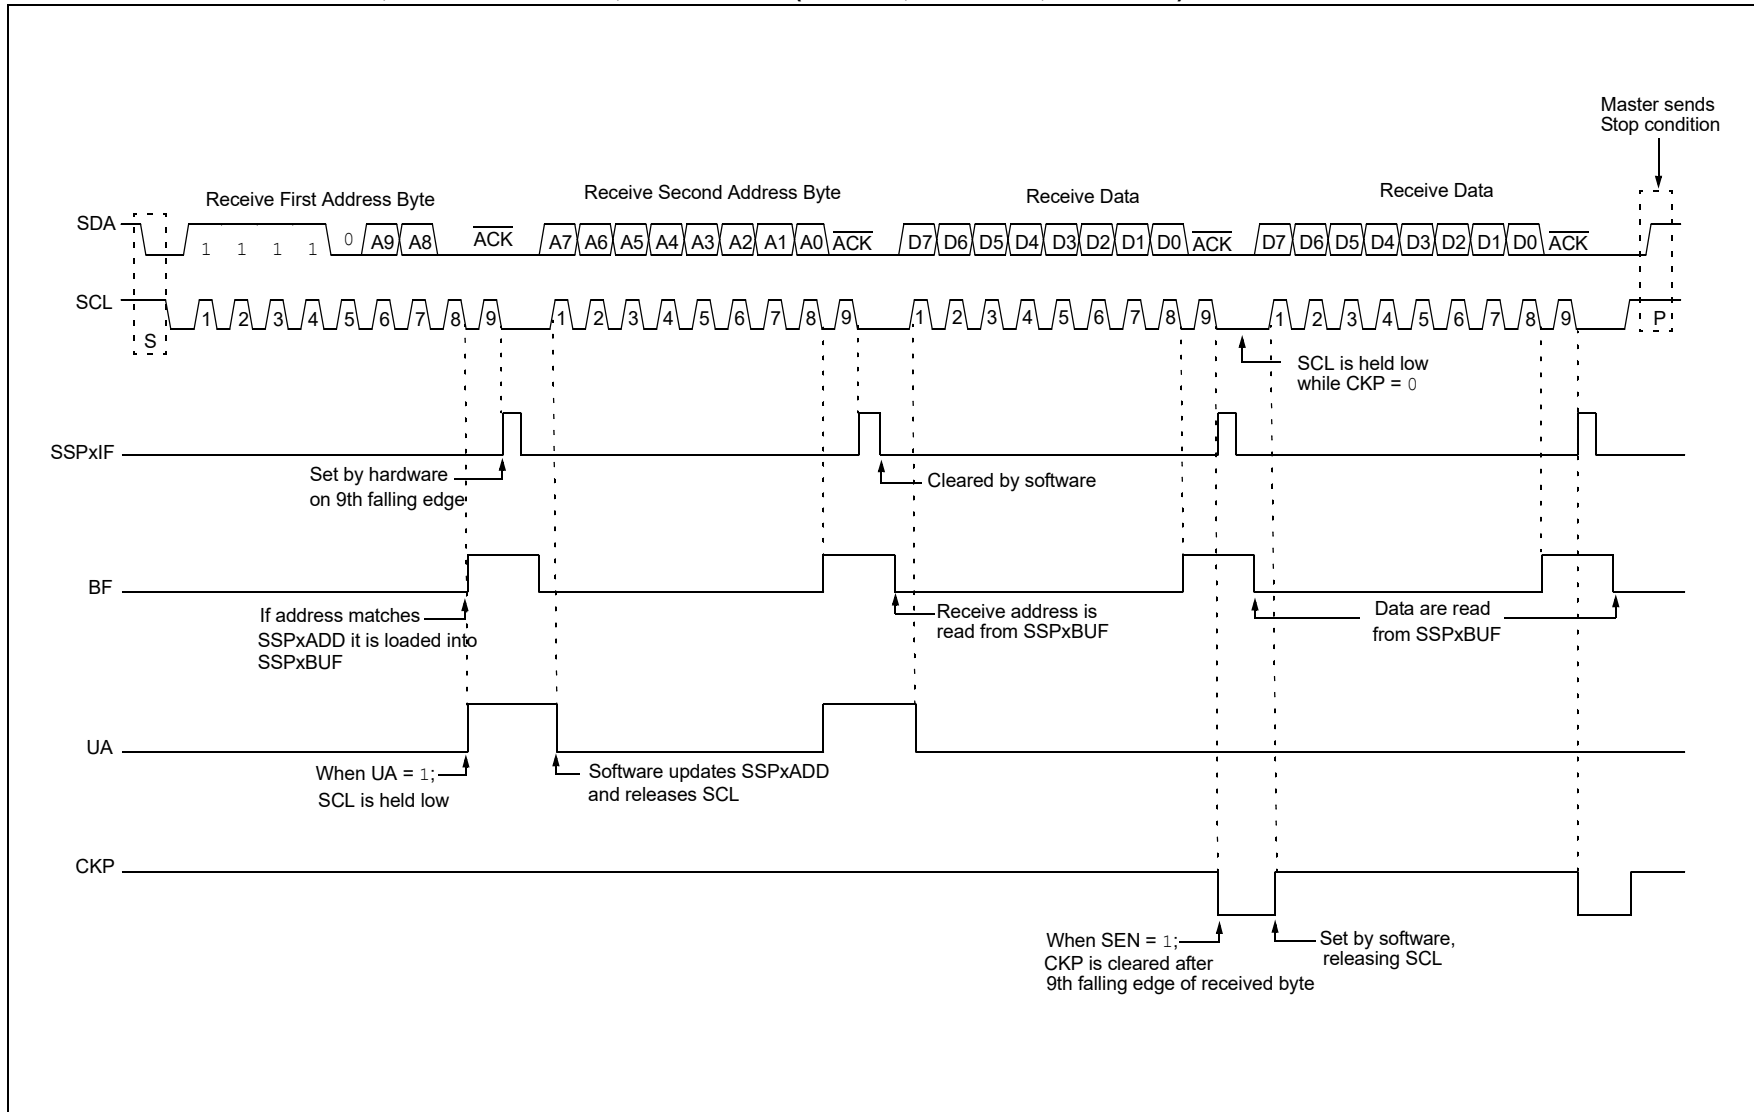 Master sends
Stop condition
Receive First Address Byte
Receive Second Address Byte
Receive Data
Receive Data
SDA
1 1 1 1 0 A9 A8 ACK A7 A6 A5 A4 A3 A2 A1 A0 ACK D7 D6 D5 D4 D3 D2 D1 D0 ACK D7 D6 D5 D4 D3 D2 D1 D0 ACK
SCL
S 1 2 3 4 5 6 7 8 9 1 2 3 4 5 6 7 8 9 1 2 3 4 5 6 7 8 9 1 2 3 4 5 6 7 8 9 P
SCL is held low
while CKP = 0
SSPxIF
Set by hardware
on 9th falling edge
Cleared by software
BF
If address matches
SSPxADD it is loaded into
SSPxBUF
Receive address is
read from SSPxBUF
Data are read
from SSPxBUF
UA
When UA = 1;
SCL is held low
Software updates SSPxADD
and releases SCL
CKP
When SEN = 1;
CKP is cleared after
9th falling edge of received byte
Set by software,
releasing SCL